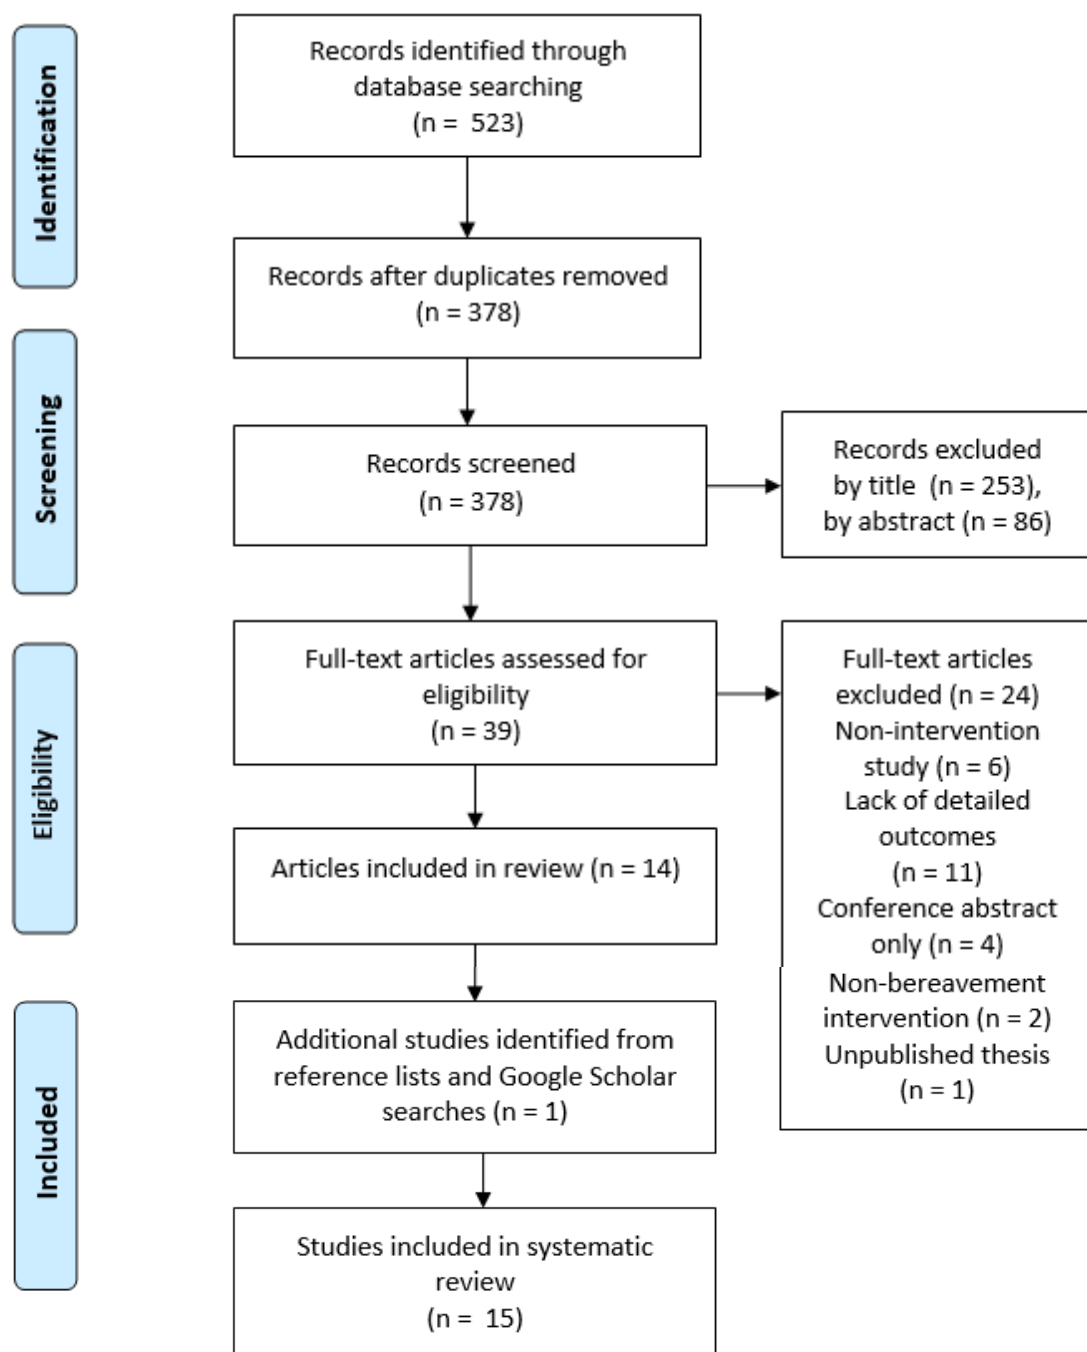 Identification
Records identified through
database searching
(n = 523)
Records after duplicates removed
(n = 378)
Screening
Records screened
(n = 378)
Records excluded
by title (n = 253),
by abstract (n = 86)
Eligibility
Full-text articles assessed for
eligibility
(n = 39)
Full-text articles
excluded (n = 24)
Non-intervention
study (n = 6)
Lack of detailed
outcomes
(n = 11)
Conference abstract
only (n = 4)
Non-bereavement
intervention (n = 2)
Unpublished thesis
(n = 1)
Articles included in review (n = 14)
Included
Additional studies identified from
reference lists and Google Scholar
searches (n = 1)
Studies included in systematic
review
(n = 15)